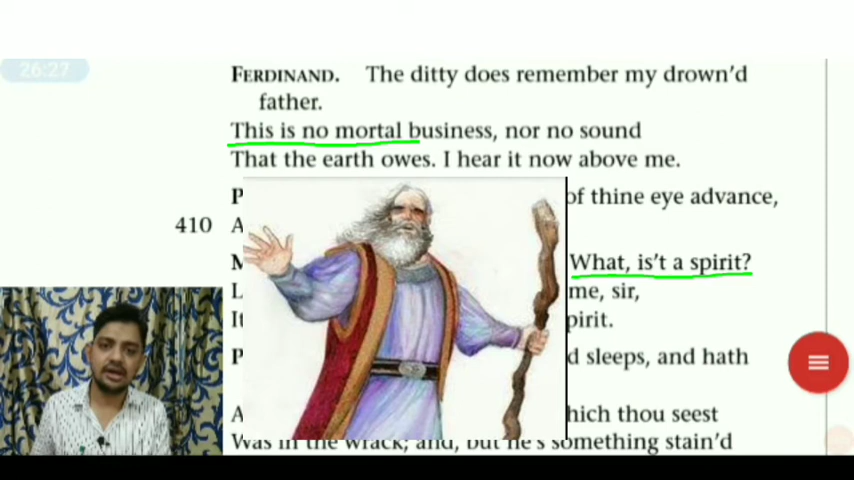 26:27
FERDINAND. The ditty does remember my drown'd
father.
This is no mortal business, nor no sound
That the earth owes. I hear it now above me.
P of thine eye advance,
410 A
M What, is't a spirit?
L me, sir,
It pirit.
P d sleeps, and hath
A hich thou seest
Was in the wrack; and, but he's something stain'd